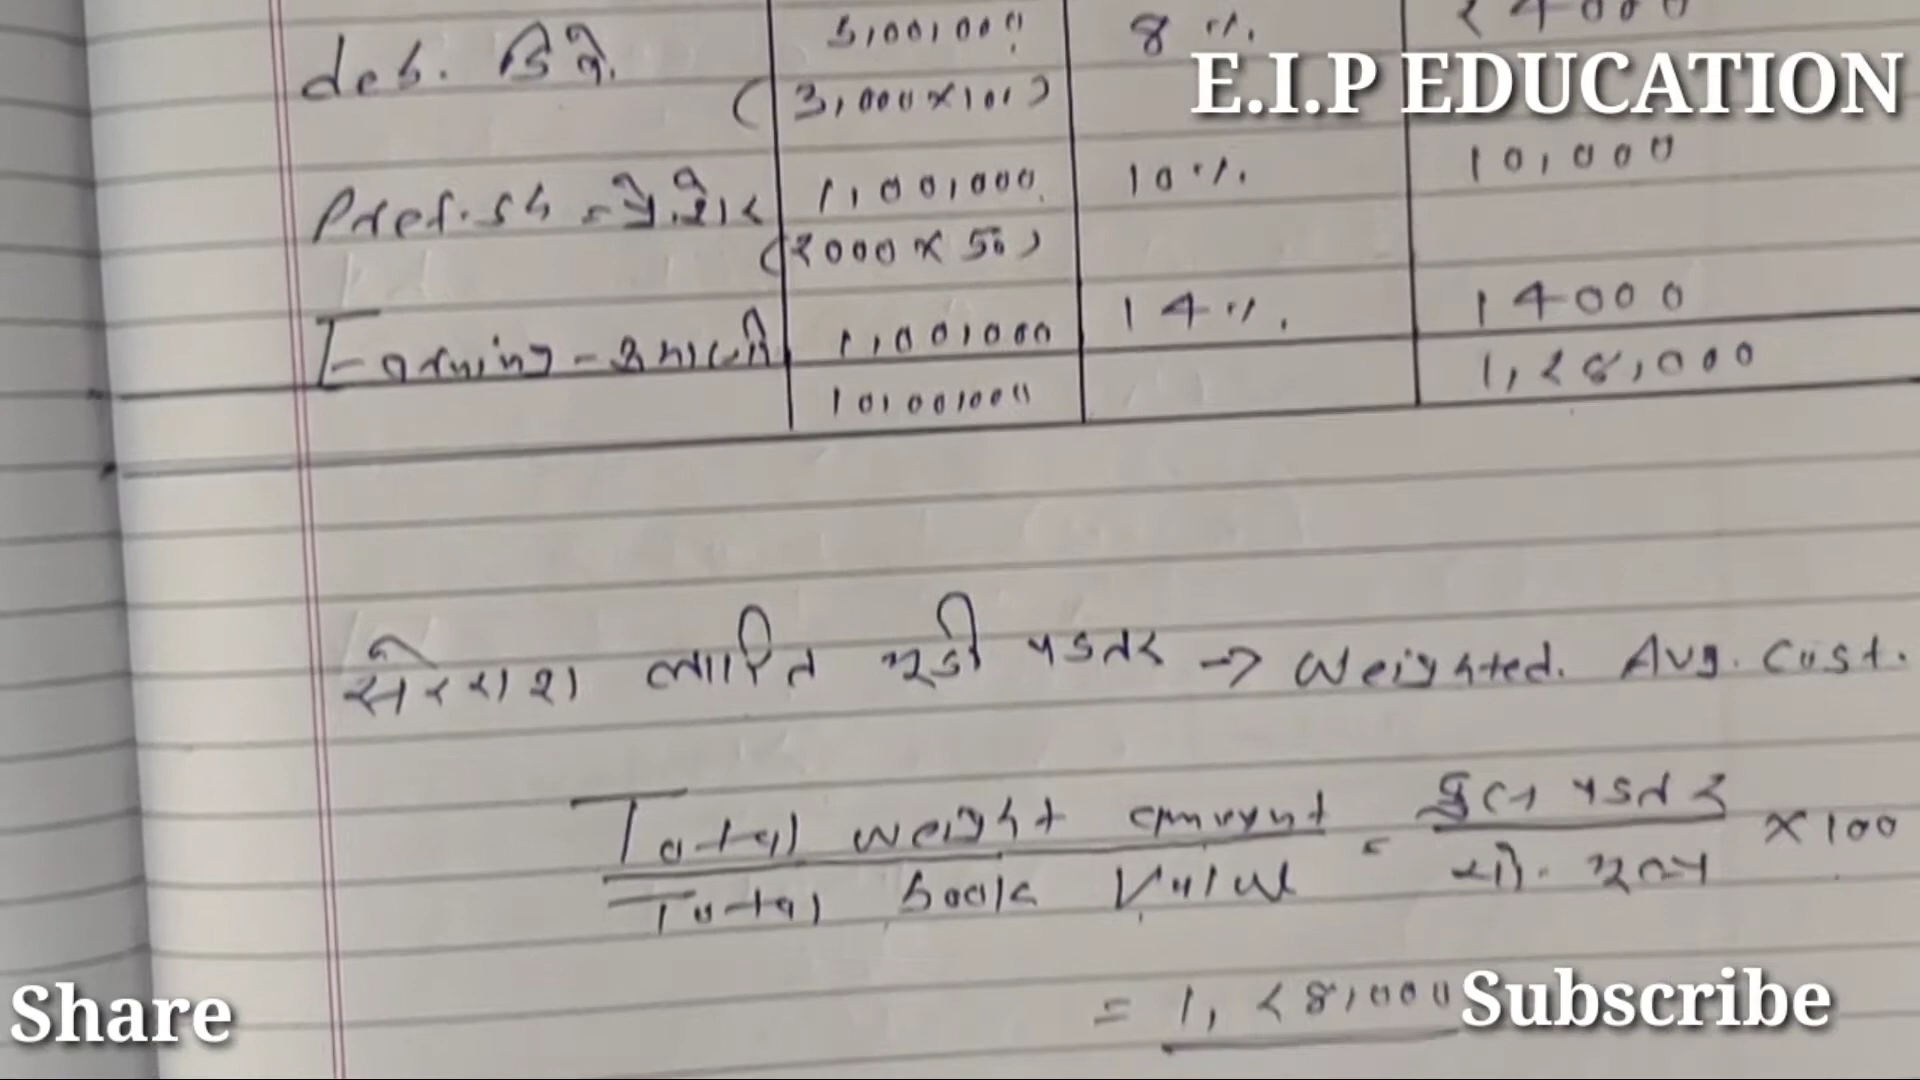 deb. ડિબે. 3,00,000 8 %. 24000
(3,000 x 100)
E.I.P EDUCATION
Pref. sh = પ્રે. શેર 1,00,000 10 %. 10,000
(2000 x 50)
Earning - કમાણી 1,00,000 14 %. 14000
10,00,000 1,28,000
સરેરાશ ભારિત મૂડી પડતર → Weighted. Avg. Cost.
Total weight amount = કુલ પડતર x 100
Total book Value ચો. મૂલ્ય
= 1,28,000
Share
Subscribe